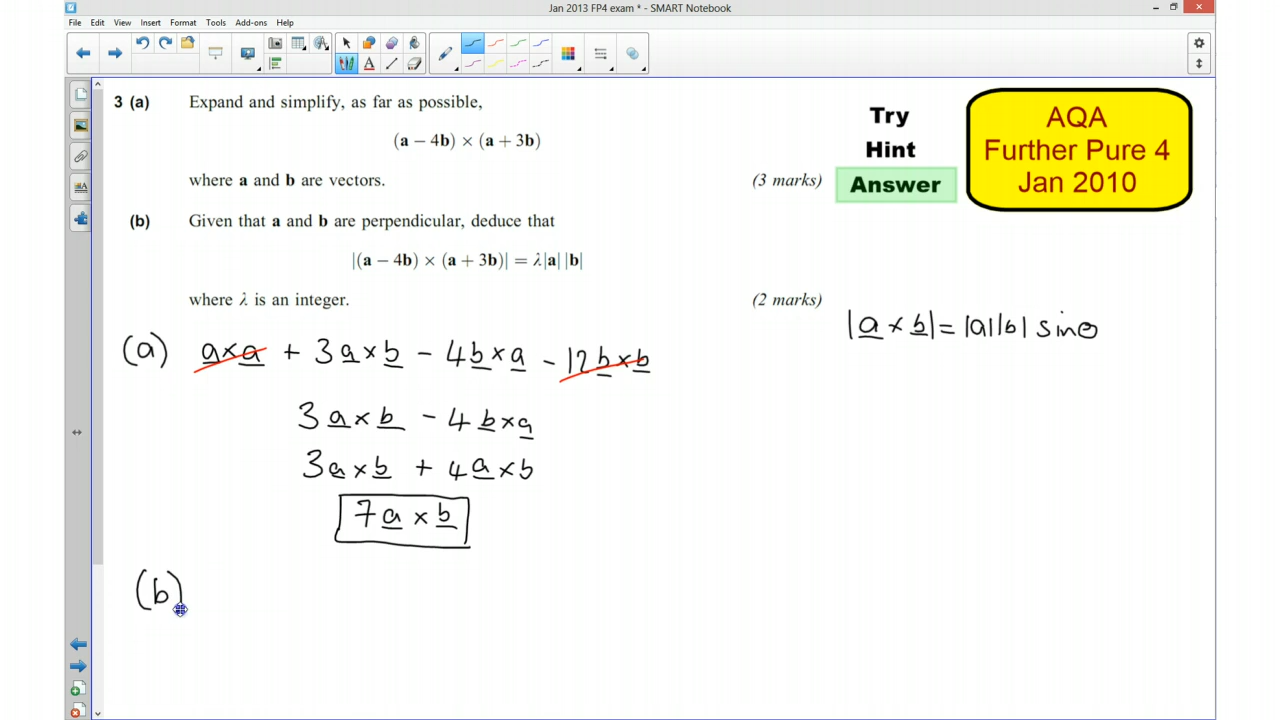 Jan 2013 FP4 exam * - SMART Notebook
File Edit View Insert Format Tools Add-ons Help
3 (a) Expand and simplify, as far as possible,
(a − 4b) × (a + 3b)
where a and b are vectors. (3 marks)
(b) Given that a and b are perpendicular, deduce that
|(a − 4b) × (a + 3b)| = λ|a| |b|
where λ is an integer. (2 marks)
Try
Hint
Answer
AQA
Further Pure 4
Jan 2010
|a × b| = |a||b| sinθ
(a) a×a + 3a×b − 4b×a − 12b×b
3a×b − 4b×a
3a×b + 4a×b
7a×b
(b)